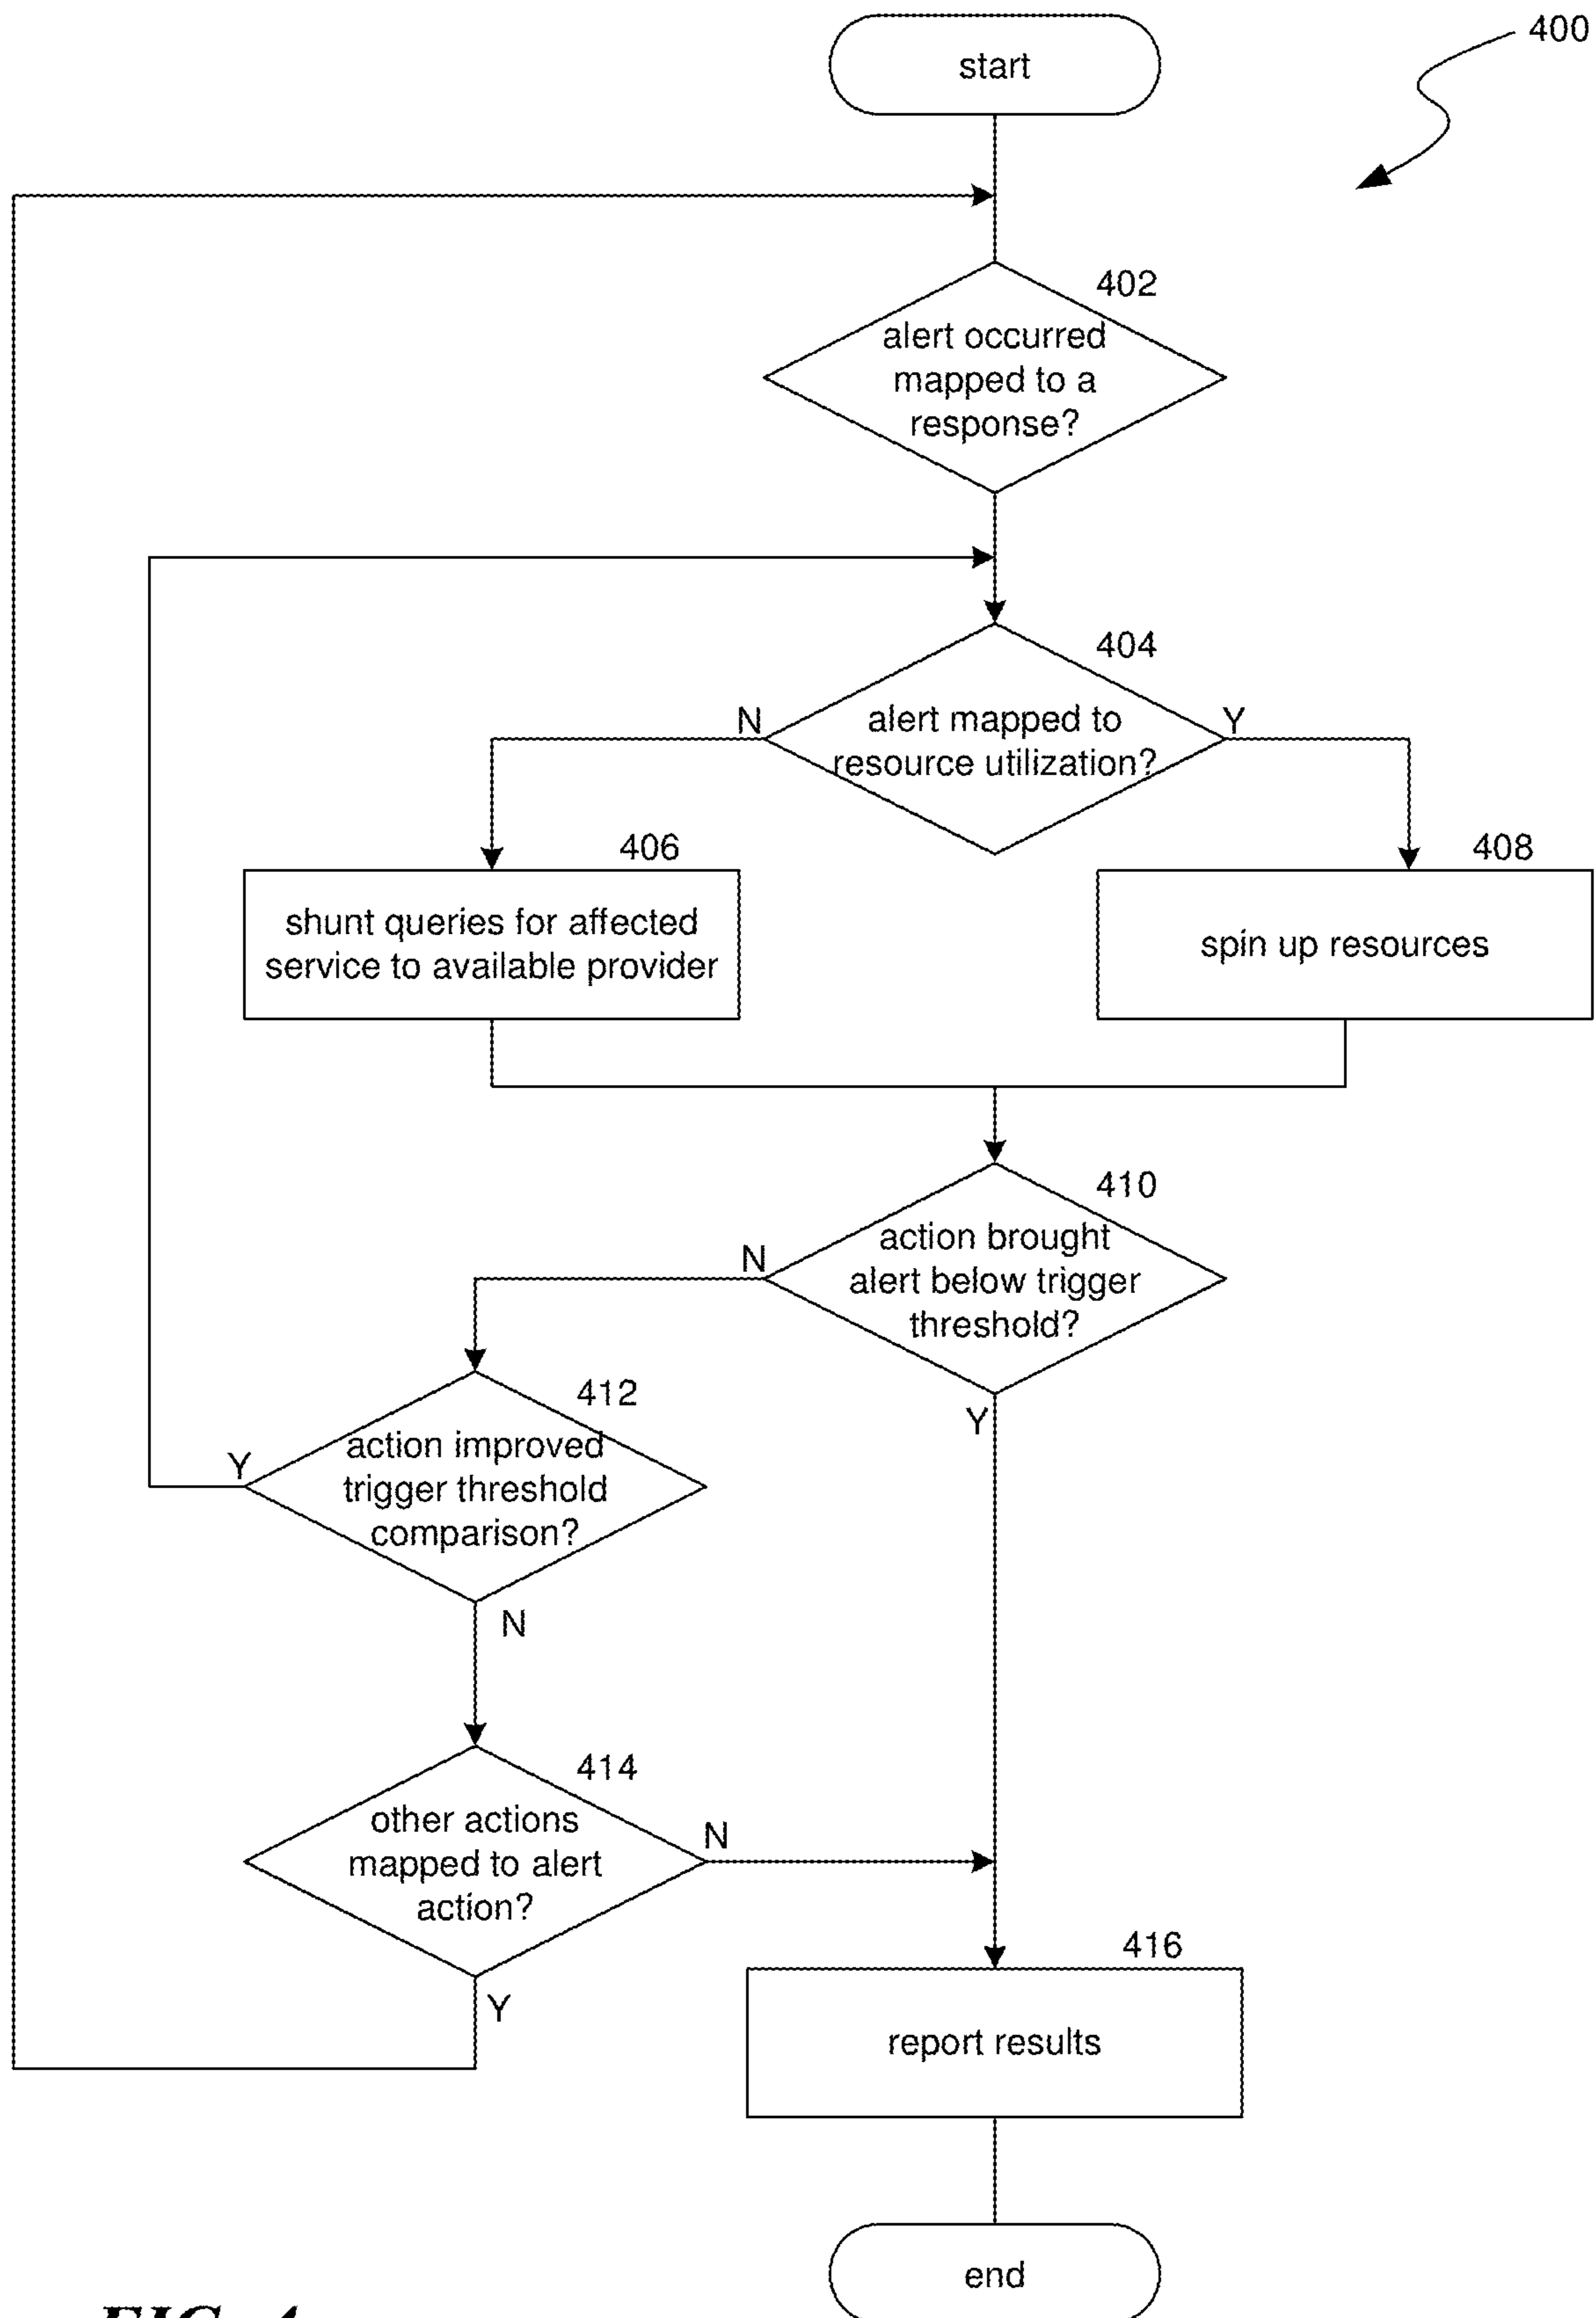 400
start
402
alert occurred
mapped to a
response?
404
N
alert mapped to
resource utilization?
Y
406
shunt queries for affected
service to available provider
408
spin up resources
410
N
action brought
alert below trigger
threshold?
Y
412
Y
action improved
trigger threshold
comparison?
N
414
other actions
mapped to alert
action?
N
Y
416
report results
end
FIG. 4